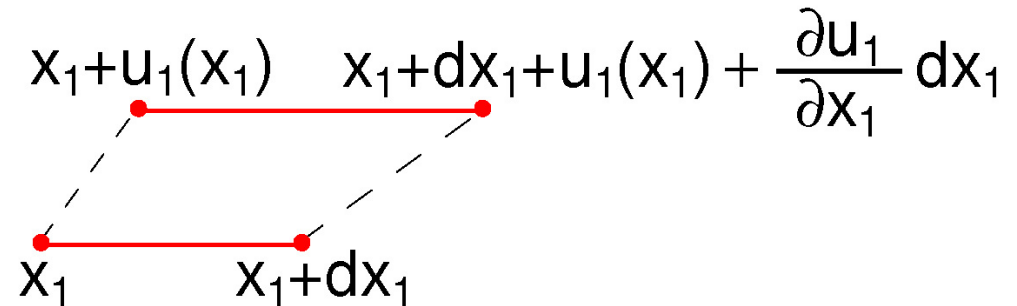 x₁+u₁(x₁)
x₁+dx₁+u₁(x₁) + ∂u₁/∂x₁ dx₁
x₁
x₁+dx₁